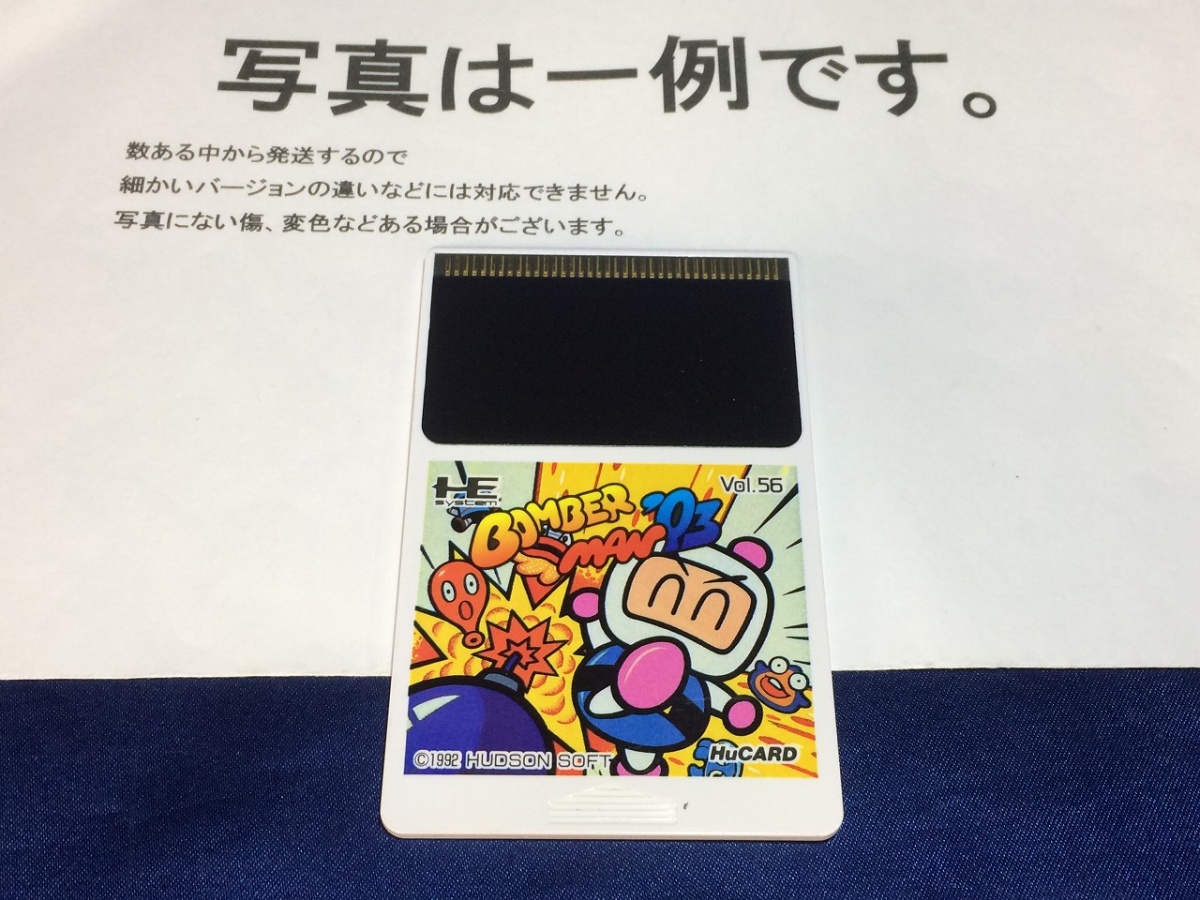 写真は一例です。
数ある中から発送するので
細かいバージョンの違いなどには対応できません。
写真にない傷、変色などある場合がございます。
HE system
Vol.56
BOMBER MAN '93
©1992 HUDSON SOFT
HuCARD